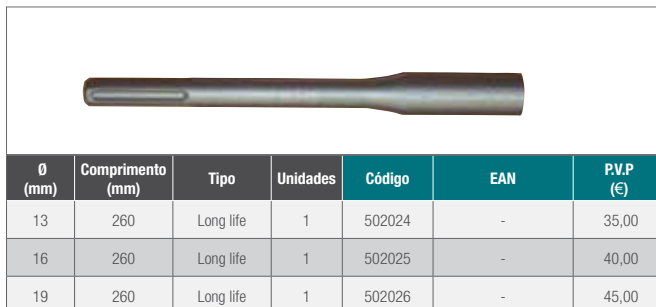 Ø (mm) Comprimento (mm) Tipo Unidades Código EAN P.V.P (€)
13 260 Long life 1 502024 - 35,00
16 260 Long life 1 502025 - 40,00
19 260 Long life 1 502026 - 45,00